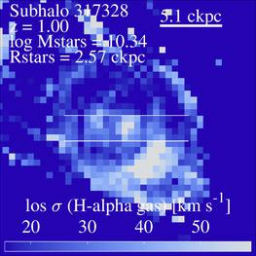 Subhalo 317328
5.1 ckpc
z = 1.00
log Mstars = 10.34
Rstars = 2.57 ckpc
los σ (H-alpha gas) [km s⁻¹]
20 30 40 50